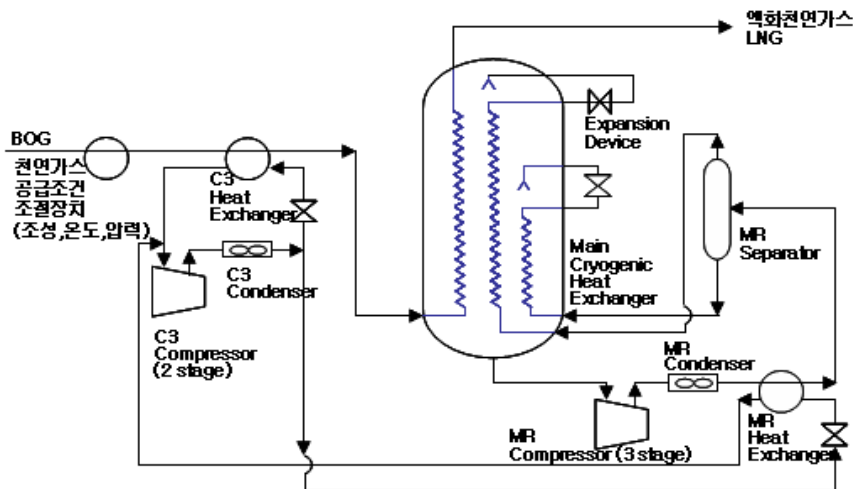 액화천연가스
LNG
Expansion
Device
BOG
천연가스
공급조건
조절장치
(조성,온도,압력)
C3
Heat
Exchanger
C3
Condenser
C3
Compressor
(2 stage)
Main
Cryogenic
Heat
Exchanger
MR
Separator
MR
Condenser
MR
Compressor (3 stage)
MR
Heat
Exchanger